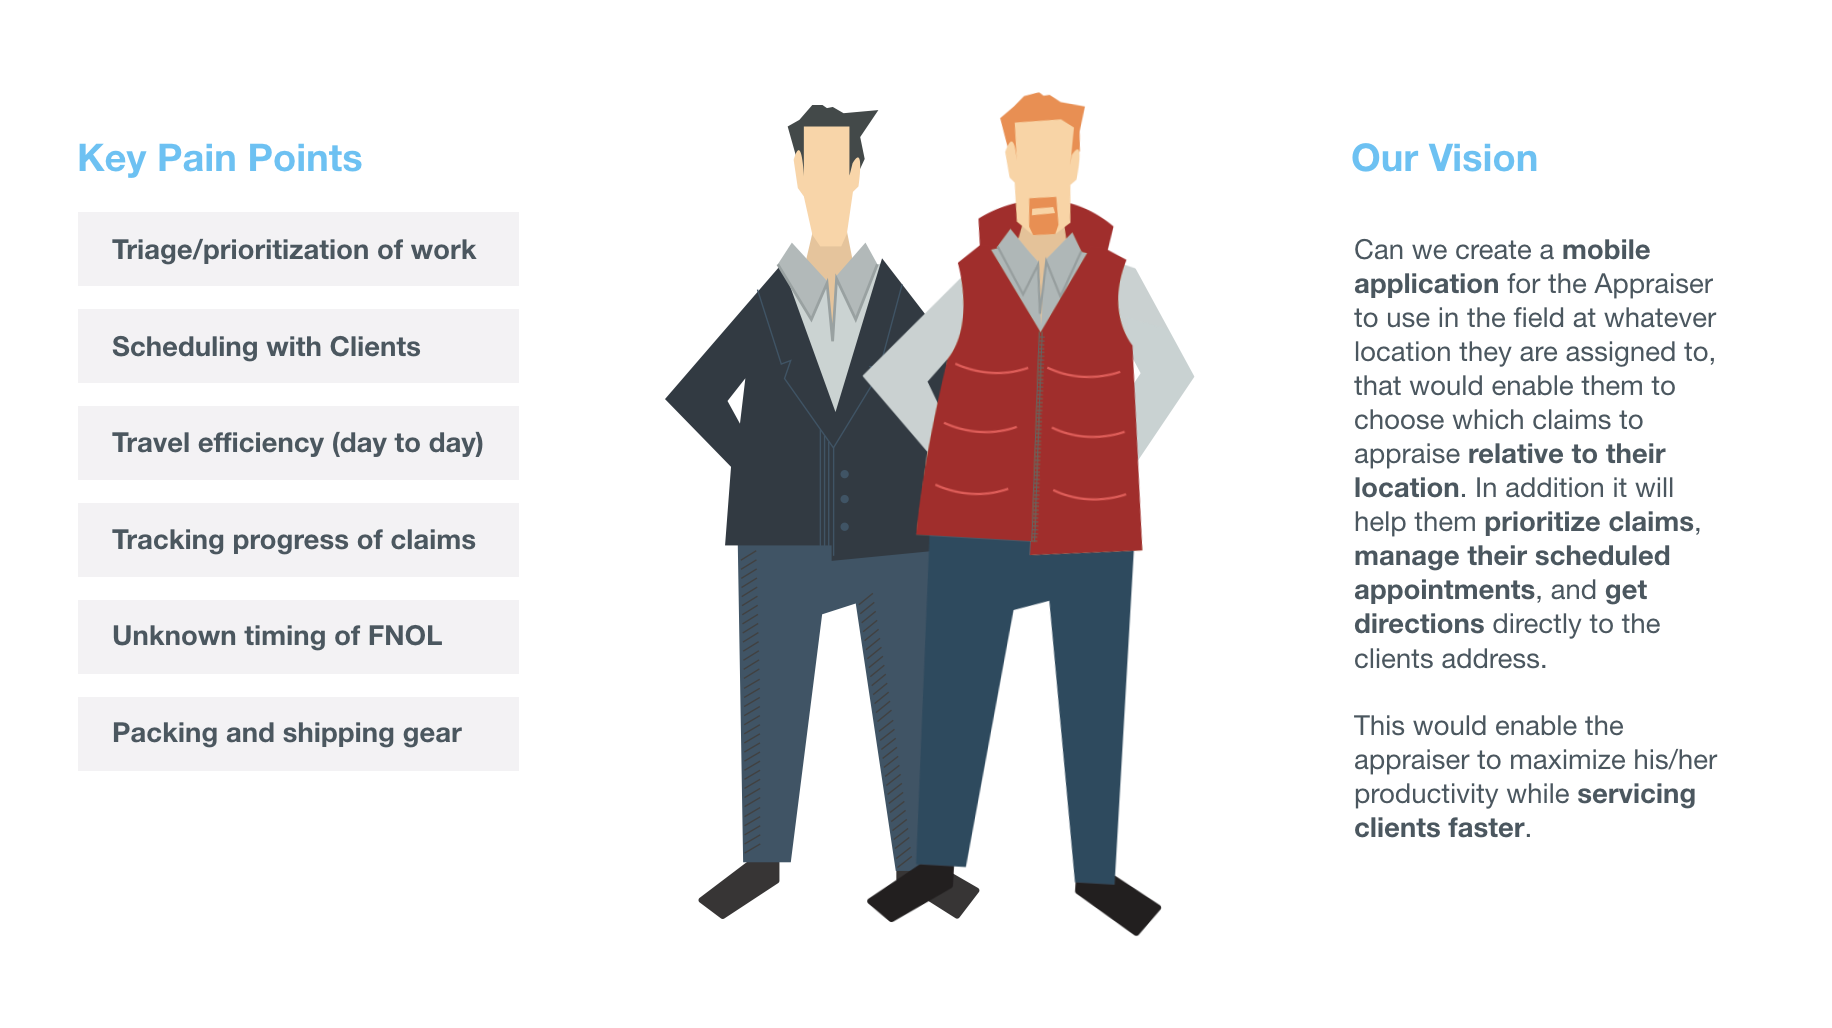 Key Pain Points
Triage/prioritization of work
Scheduling with Clients
Travel efficiency (day to day)
Tracking progress of claims
Unknown timing of FNOL
Packing and shipping gear
Our Vision
Can we create a mobile
application for the Appraiser
to use in the field at whatever
location they are assigned to,
that would enable them to
choose which claims to
appraise relative to their
location. In addition it will
help them prioritize claims,
manage their scheduled
appointments, and get
directions directly to the
clients address.
This would enable the
appraiser to maximize his/her
productivity while servicing
clients faster.